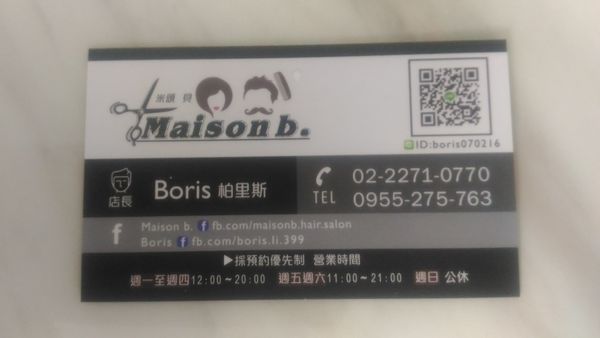 米頌 貝
Maison b.
ID:boris070216
店長
Boris 柏里斯
TEL
02-2271-0770
0955-275-763
f
Maison b. f fb.com/maisonb.hair.salon
Boris f fb.com/boris.li.399
▶採預約優先制 營業時間
週一至週四12:00~20:00 週五週六11:00~21:00 週日 公休